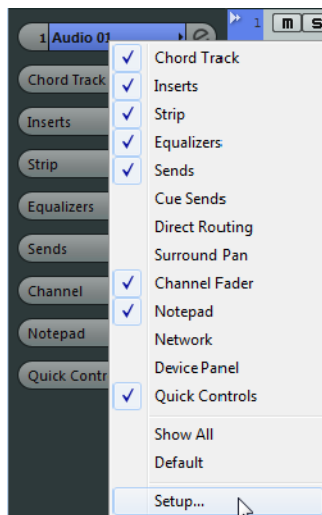 1 Audio 01
1 m S
Chord Track
Inserts
Strip
Equalizers
Sends
Channel
Notepad
Quick Contr
Chord Track
Inserts
Strip
Equalizers
Sends
Cue Sends
Direct Routing
Surround Pan
Channel Fader
Notepad
Network
Device Panel
Quick Controls
Show All
Default
Setup...